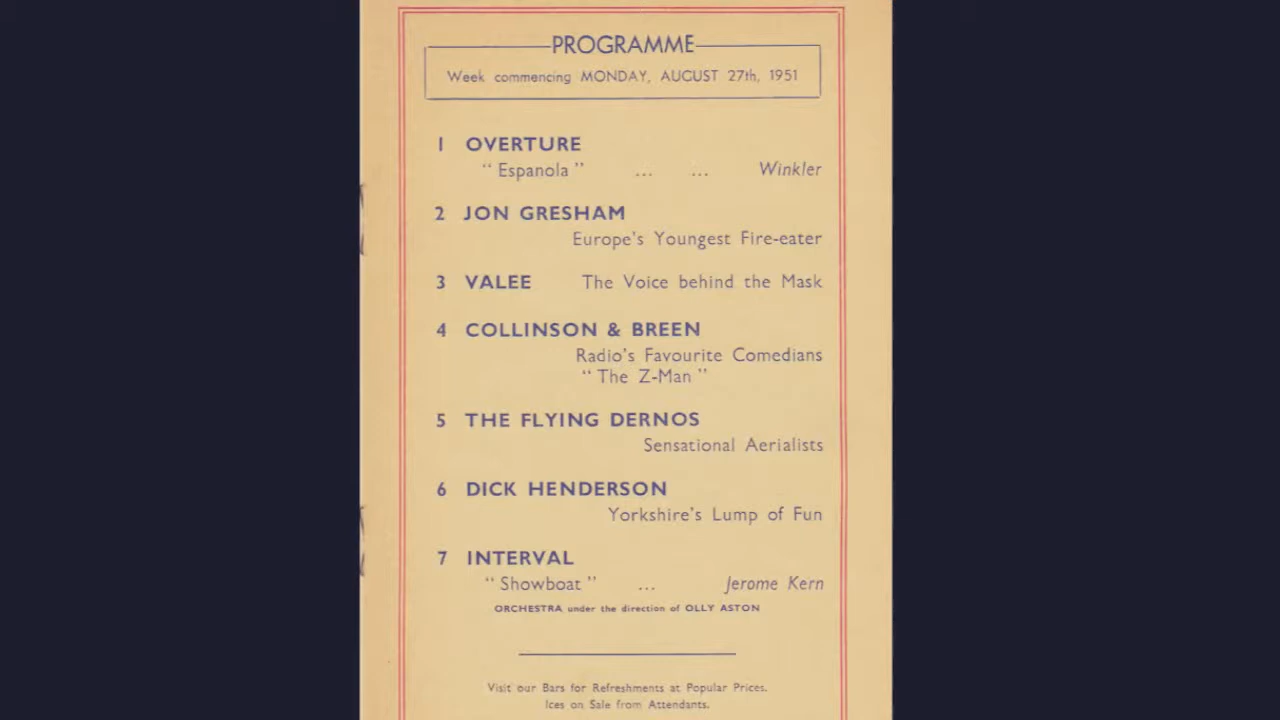 PROGRAMME
Week commencing MONDAY, AUGUST 27th, 1951
1 OVERTURE
“ Espanola ” ... ... Winkler
2 JON GRESHAM
Europe’s Youngest Fire-eater
3 VALEE The Voice behind the Mask
4 COLLINSON & BREEN
Radio’s Favourite Comedians
“ The Z-Man ”
5 THE FLYING DERNOS
Sensational Aerialists
6 DICK HENDERSON
Yorkshire’s Lump of Fun
7 INTERVAL
“ Showboat ” ... Jerome Kern
ORCHESTRA under the direction of OLLY ASTON
Visit our Bars for Refreshments at Popular Prices.
Ices on Sale from Attendants.